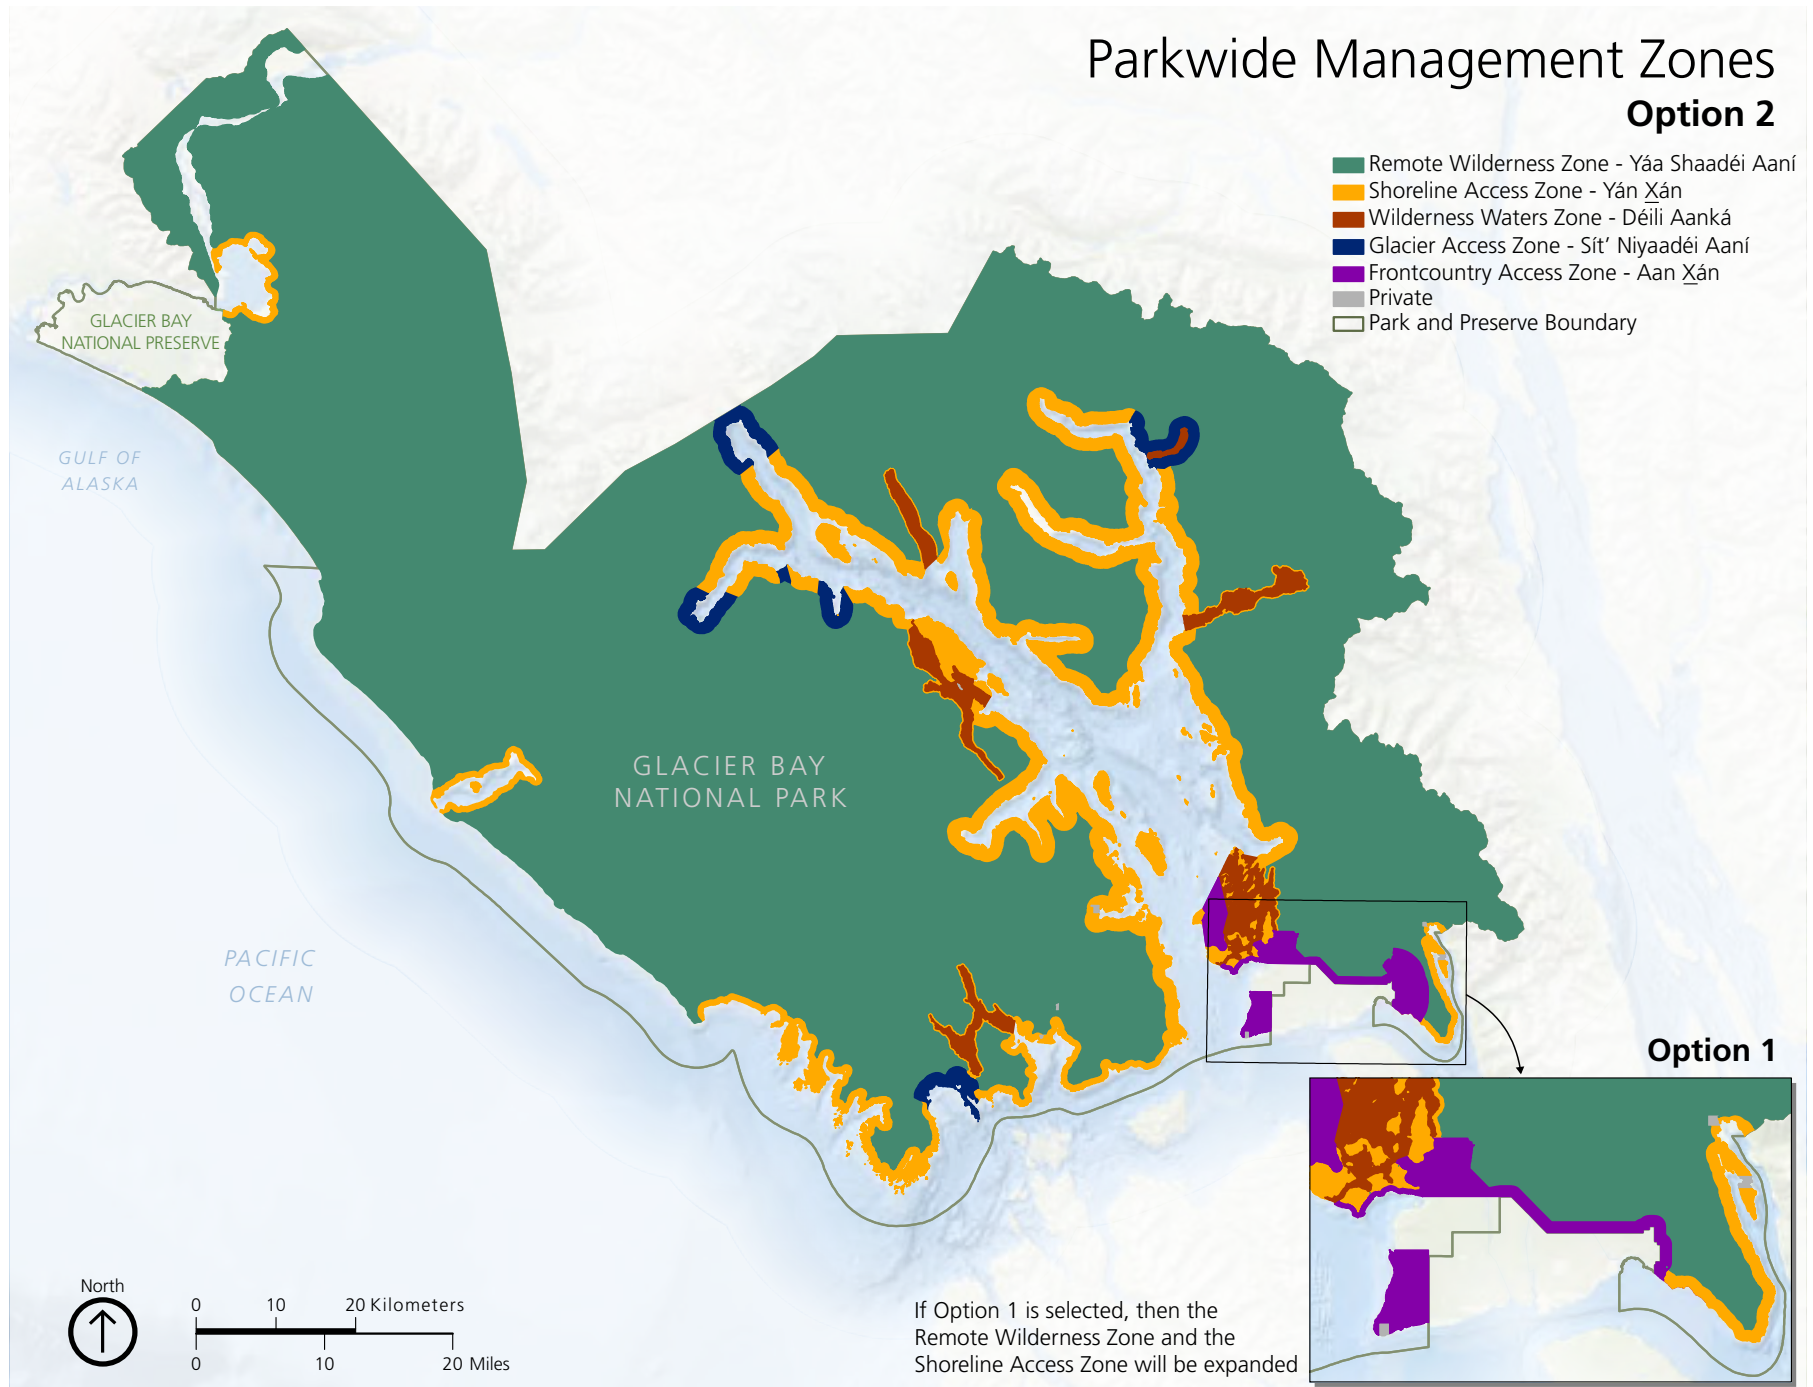 Parkwide Management Zones
Option 2
Remote Wilderness Zone - Yáa Shaadéi Aaní
Shoreline Access Zone - Yán X̲án
Wilderness Waters Zone - Déili Aanká
Glacier Access Zone - Sít’ Niyaadéi Aaní
Frontcountry Access Zone - Aan X̲án
Private
Park and Preserve Boundary
GLACIER BAY
NATIONAL PRESERVE
GULF OF
ALASKA
GLACIER BAY
NATIONAL PARK
PACIFIC
OCEAN
Option 1
North
0 10 20 Kilometers
0 10 20 Miles
If Option 1 is selected, then the
Remote Wilderness Zone and the
Shoreline Access Zone will be expanded